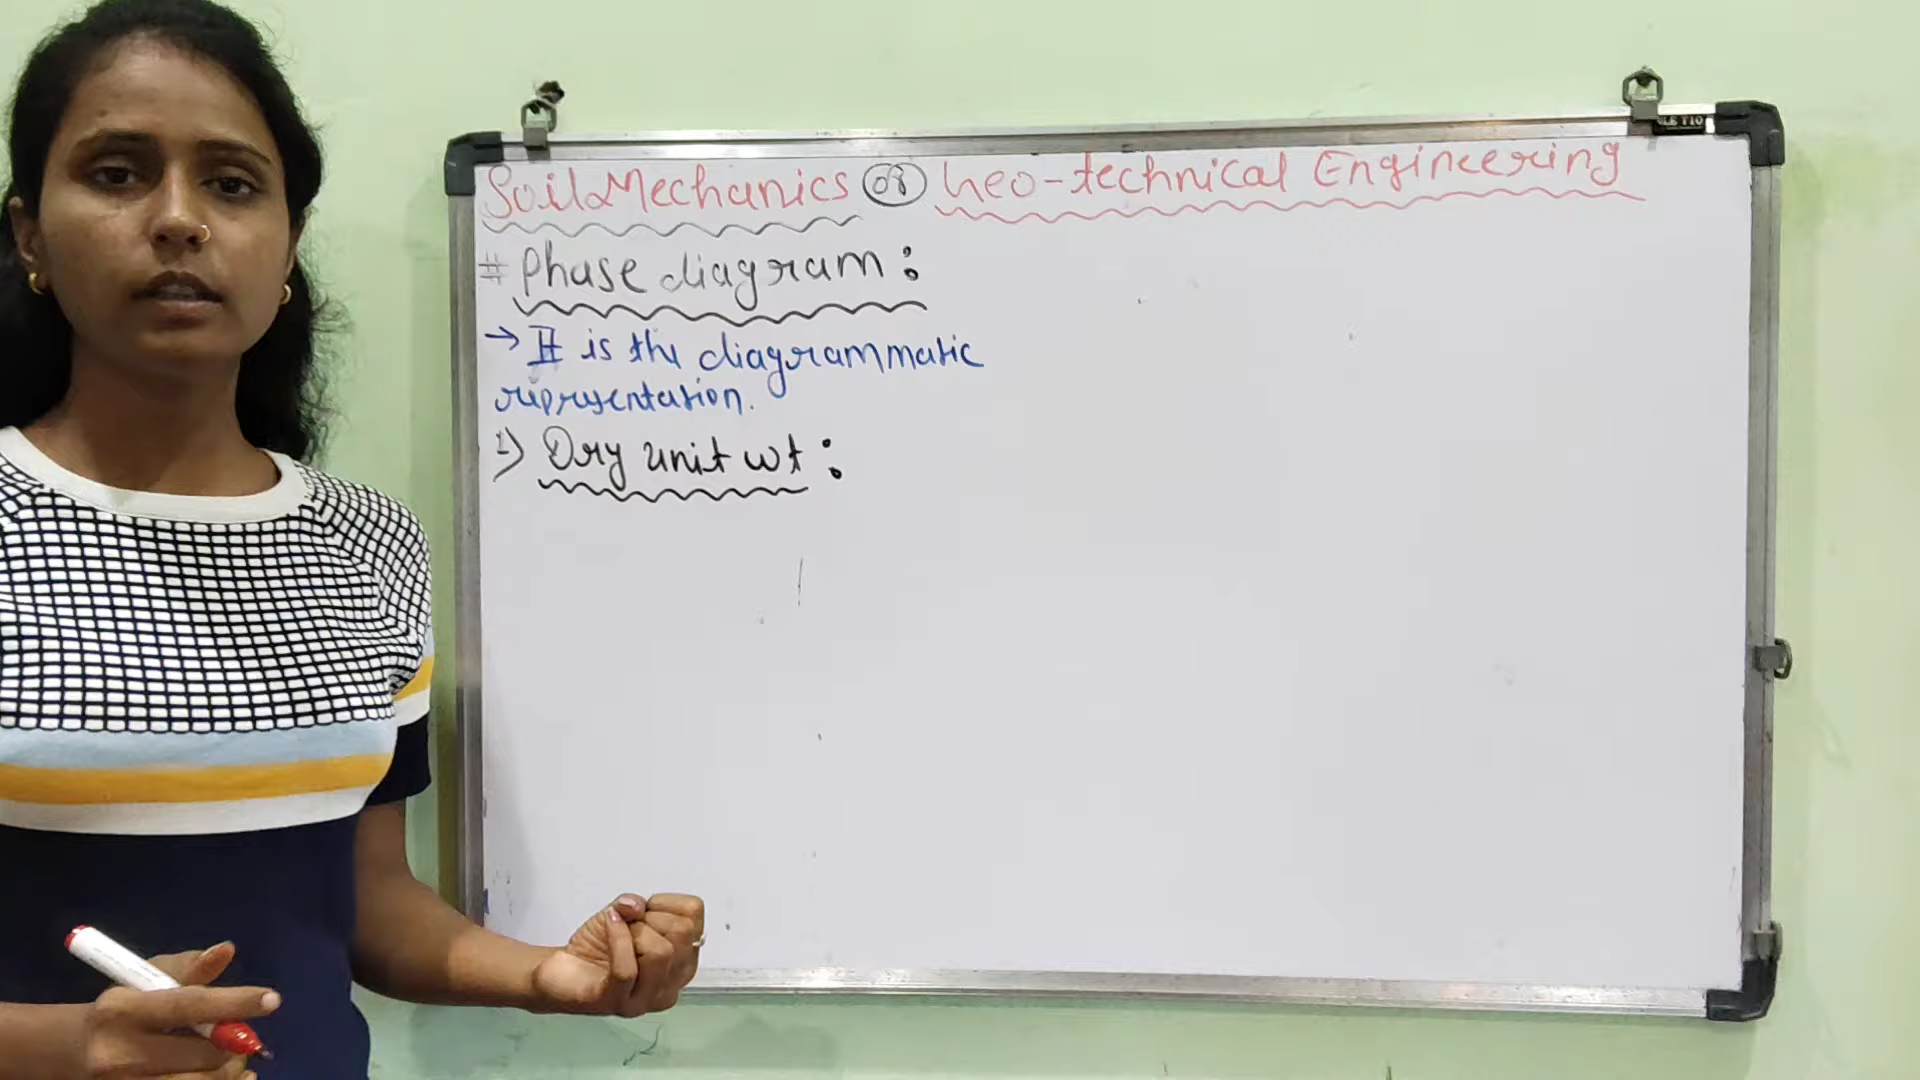 Soil Mechanics or Geo-technical Engineering
# Phase diagram:
→ It is the diagrammatic
representation.
1) Dry unit wt: